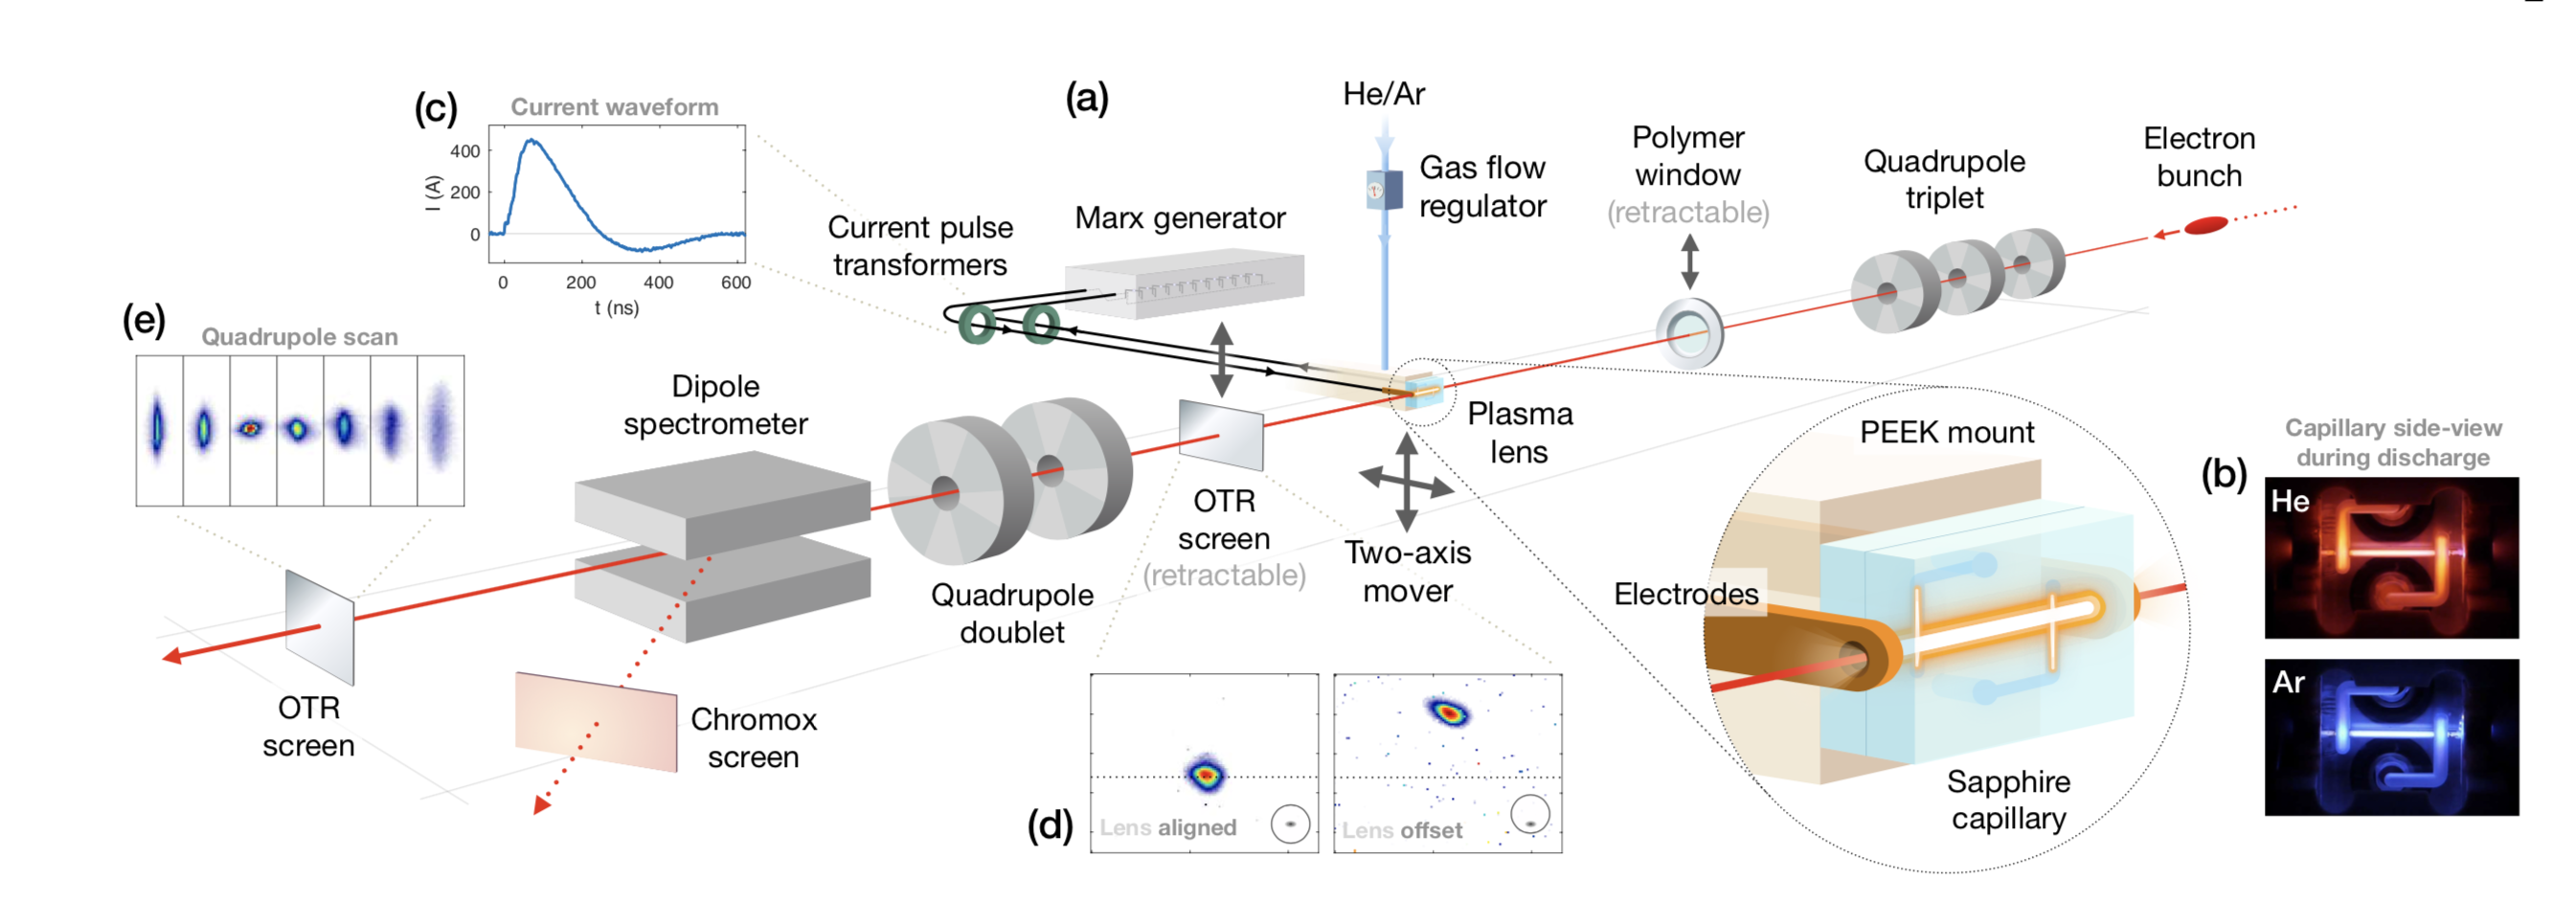 (a)
He/Ar
Gas flow
regulator
Polymer
window
(retractable)
Quadrupole
triplet
Electron
bunch
Marx generator
Current pulse
transformers
(c)
Current waveform
I (A)
400
200
0
0
200
400
600
t (ns)
(e)
Quadrupole scan
Dipole
spectrometer
Plasma
lens
OTR
screen
(retractable)
Two-axis
mover
Quadrupole
doublet
OTR
screen
Chromox
screen
(d)
Lens aligned
Lens offset
PEEK mount
Electrodes
Sapphire
capillary
(b)
Capillary side-view
during discharge
He
Ar